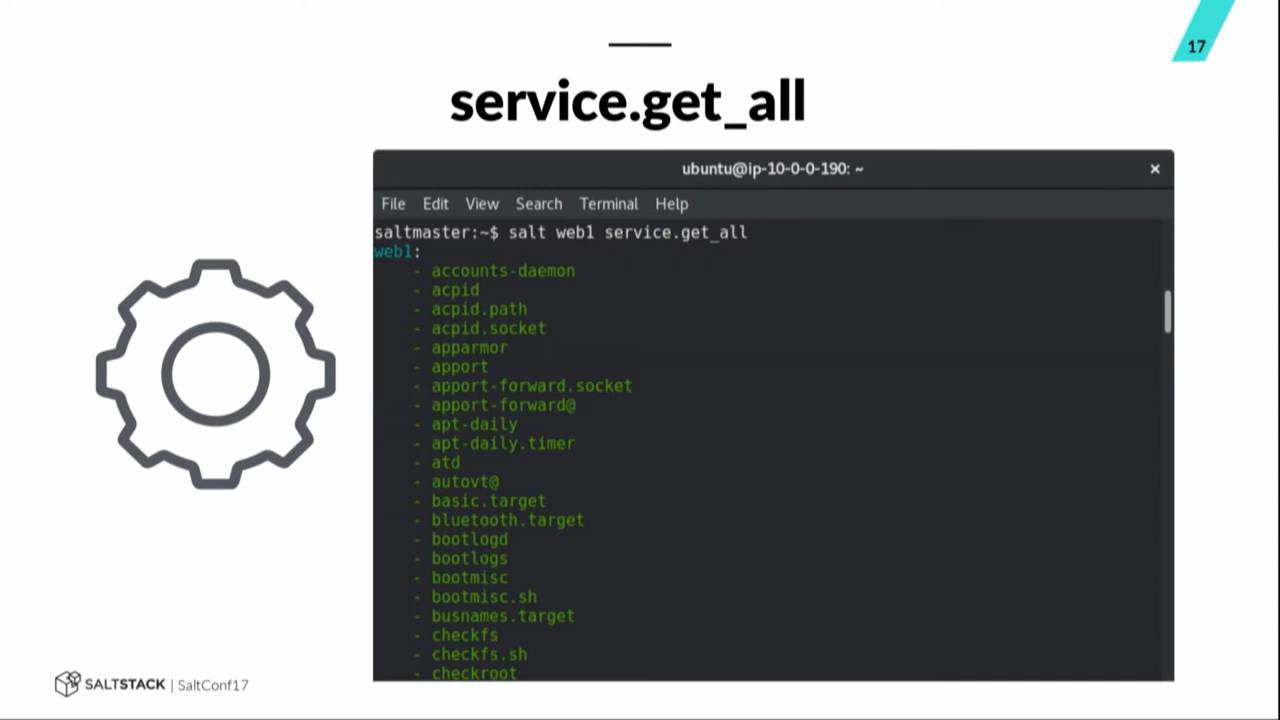 17
service.get_all
ubuntu@ip-10-0-0-190: ~ ×
File Edit View Search Terminal Help
saltmaster:~$ salt web1 service.get_all
web1:
- accounts-daemon
- acpid
- acpid.path
- acpid.socket
- apparmor
- apport
- apport-forward.socket
- apport-forward@
- apt-daily
- apt-daily.timer
- atd
- autovt@
- basic.target
- bluetooth.target
- bootlogd
- bootlogs
- bootmisc
- bootmisc.sh
- busnames.target
- checkfs
- checkfs.sh
- checkroot
SALTSTACK | SaltConf17